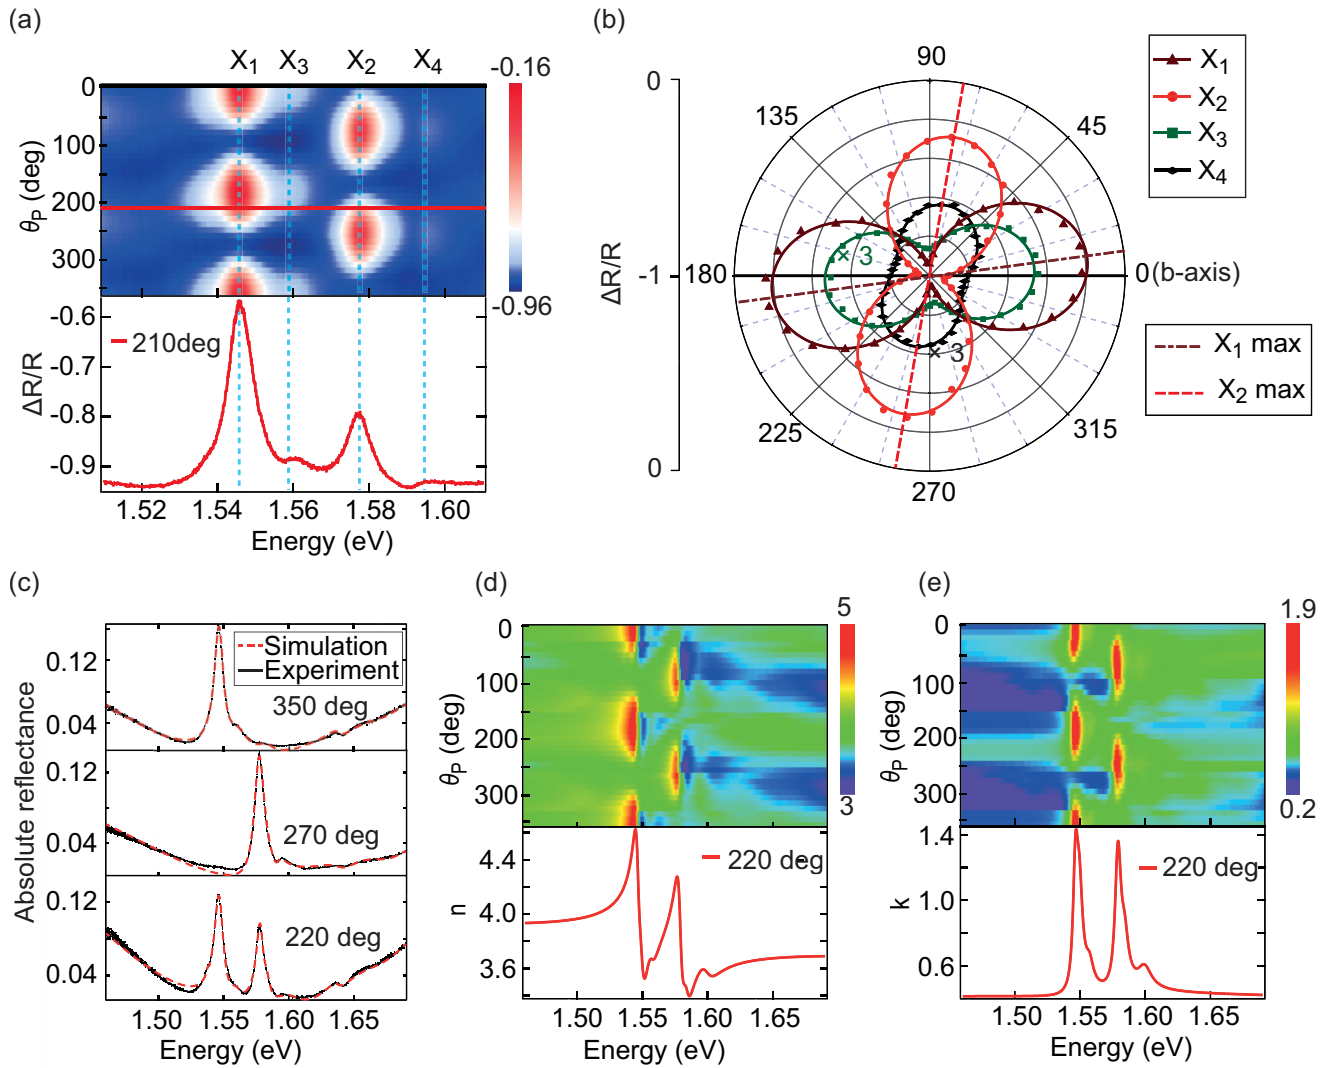 (a)
X1 X3 X2 X4
-0.16
0
100
200
300
θP (deg)
-0.96
-0.6
-0.7
-0.8
-0.9
ΔR/R
210deg
1.52 1.54 1.56 1.58 1.60
Energy (eV)
(b)
0
-1
0
ΔR/R
90
135
45
180
0(b-axis)
225
315
270
× 3
× 3
X1
X2
X3
X4
X1 max
X2 max
(c)
Simulation
Experiment
0.12
0.04
350 deg
0.12
0.04
270 deg
0.12
0.04
220 deg
Absolute reflectance
1.50 1.55 1.60 1.65
Energy (eV)
(d)
5
3
0
100
200
300
θP (deg)
4.4
4.0
3.6
n
220 deg
1.50 1.55 1.60 1.65
Energy (eV)
(e)
1.9
0.2
0
100
200
300
θP (deg)
1.4
1.0
0.6
k
220 deg
1.50 1.55 1.60 1.65
Energy (eV)